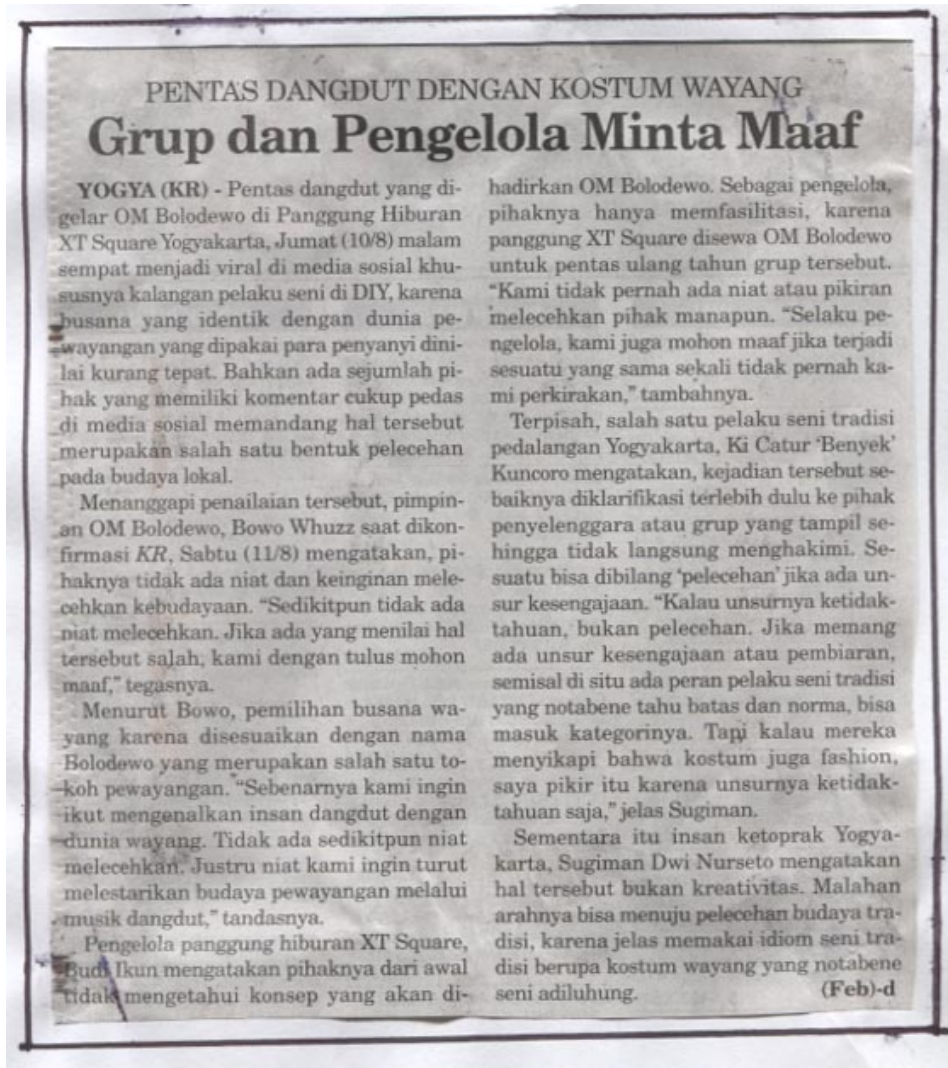 PENTAS DANGDUT DENGAN KOSTUM WAYANG
Grup dan Pengelola Minta Maaf
YOGYA (KR) - Pentas dangdut yang di-
gelar OM Bolodewo di Panggung Hiburan
XT Square Yogyakarta, Jumat (10/8) malam
sempat menjadi viral di media sosial khu-
susnya kalangan pelaku seni di DIY, karena
busana yang identik dengan dunia pe-
wayangan yang dipakai para penyanyi dini-
lai kurang tepat. Bahkan ada sejumlah pi-
hak yang memiliki komentar cukup pedas
di media sosial memandang hal tersebut
merupakan salah satu bentuk pelecehan
pada budaya lokal.
Menanggapi penailaian tersebut, pimpin-
an OM Bolodewo, Bowo Whuzz saat dikon-
firmasi KR, Sabtu (11/8) mengatakan, pi-
haknya tidak ada niat dan keinginan mele-
cehkan kebudayaan. “Sedikitpun tidak ada
niat melecehkan. Jika ada yang menilai hal
tersebut salah, kami dengan tulus mohon
maaf,” tegasnya.
Menurut Bowo, pemilihan busana wa-
yang karena disesuaikan dengan nama
Bolodewo yang merupakan salah satu to-
koh pewayangan. “Sebenarnya kami ingin
ikut mengenalkan insan dangdut dengan
dunia wayang. Tidak ada sedikitpun niat
melecehkan. Justru niat kami ingin turut
melestarikan budaya pewayangan melalui
musik dangdut,” tandasnya.
Pengelola panggung hiburan XT Square,
Budi Ikun mengatakan pihaknya dari awal
tidak mengetahui konsep yang akan di-
hadirkan OM Bolodewo. Sebagai pengelola,
pihaknya hanya memfasilitasi, karena
panggung XT Square disewa OM Bolodewo
untuk pentas ulang tahun grup tersebut.
“Kami tidak pernah ada niat atau pikiran
melecehkan pihak manapun. “Selaku pe-
ngelola, kami juga mohon maaf jika terjadi
sesuatu yang sama sekali tidak pernah ka-
mi perkirakan,” tambahnya.
Terpisah, salah satu pelaku seni tradisi
pedalangan Yogyakarta, Ki Catur ‘Benyek’
Kuncoro mengatakan, kejadian tersebut se-
baiknya diklarifikasi terlebih dulu ke pihak
penyelenggara atau grup yang tampil se-
hingga tidak langsung menghakimi. Se-
suatu bisa dibilang ‘pelecehan’ jika ada un-
sur kesengajaan. “Kalau unsurnya ketidak-
tahuan, bukan pelecehan. Jika memang
ada unsur kesengajaan atau pembiaran,
semisal di situ ada peran pelaku seni tradisi
yang notabene tahu batas dan norma, bisa
masuk kategorinya. Tapi kalau mereka
menyikapi bahwa kostum juga fashion,
saya pikir itu karena unsurnya ketidak-
tahuan saja,” jelas Sugiman.
Sementara itu insan ketoprak Yogya-
karta, Sugiman Dwi Nurseto mengatakan
hal tersebut bukan kreativitas. Malahan
arahnya bisa menuju pelecehan budaya tra-
disi, karena jelas memakai idiom seni tra-
disi berupa kostum wayang yang notabene
seni adiluhung. (Feb)-d